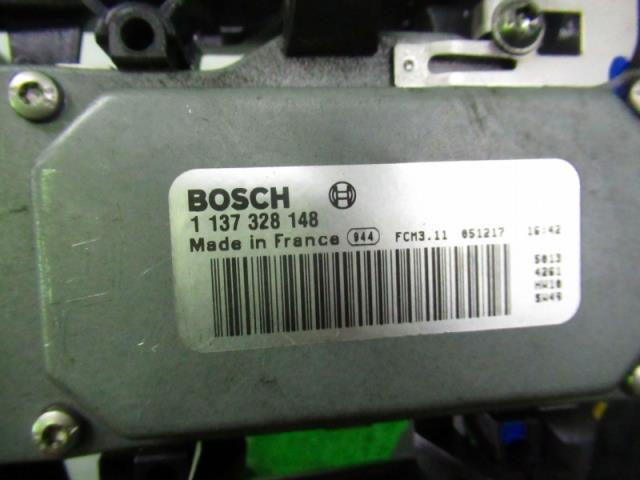 BOSCH
1 137 328 148
Made in France 944 FCM3.11 051217 16:42
5013
4261
HW10
SW49